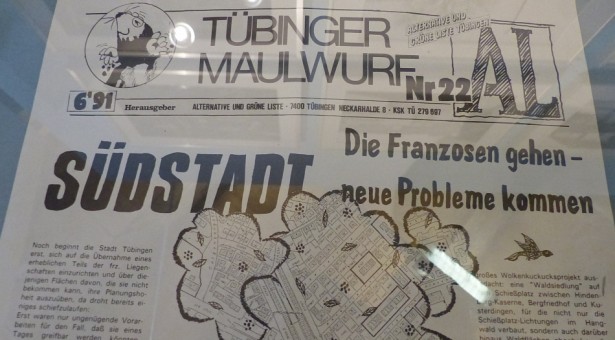 TÜBINGER
MAULWURF
Nr 22
ALTERNATIVE UND
GRÜNE LISTE TÜBINGEN
AL
6'91 Herausgeber ALTERNATIVE UND GRÜNE LISTE - 7400 TÜBINGEN NECKARHALDE 8 - KSK TÜ 279 697
SÜDSTADT
Die Franzosen gehen –
neue Probleme kommen
Noch beginnt die Stadt Tübingen
erst, sich auf die Übernahme eines
erheblichen Teils der frz. Liegen-
schaften einzurichten und über die-
jenigen Flächen davon, die sie nicht
bekommen kann, ihre Planungsho-
heit auszuüben, da droht bereits ei-
niges schiefzulaufen:
Erst waren nur ungenügende Vorar-
beiten für den Fall, daß sie eines
Tages greifbar werden
großes Wolkenkuckucksprojekt aus-
eine "Waldsiedlung" auf
Schießplatz zwischen Hinden-
burg-Kaserne, Bergfriedhof und Ku-
sterdingen, für die nicht nur die
Schießplatz-Lichtungen im Hang-
wald verbaut, sondern auch darüber
hinaus Waldflächen